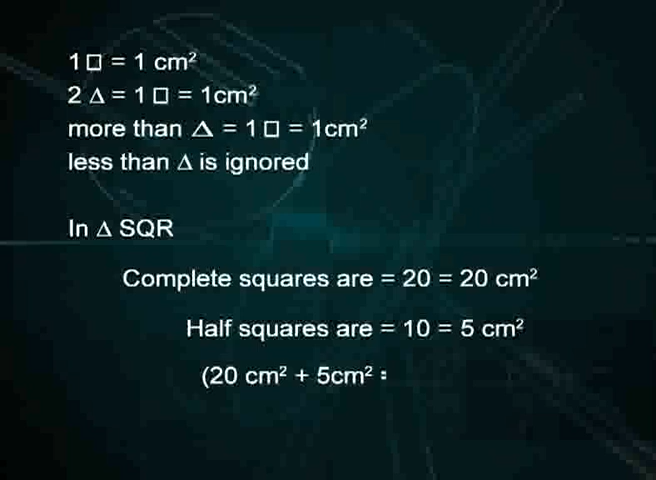 1 □ = 1 cm²
2 Δ = 1 □ = 1cm²
more than Δ = 1 □ = 1cm²
less than Δ is ignored
In Δ SQR
Complete squares are = 20 = 20 cm²
Half squares are = 10 = 5 cm²
(20 cm² + 5cm² =